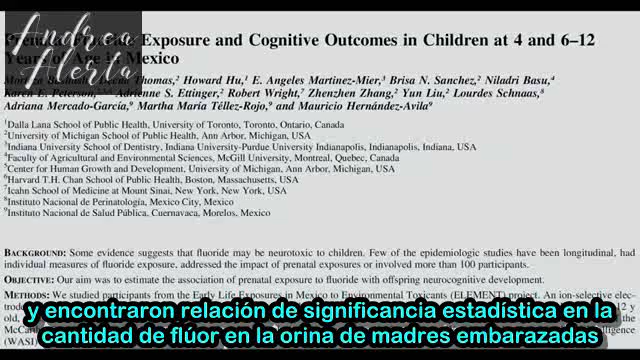 Andrea
Hervi
Exposure and Cognitive Outcomes in Children at 4 and 6–12
Mexico
Thomas,² Howard Hu,¹ E. Angeles Martinez-Mier,³ Brisa N. Sanchez,² Niladri Basu,⁴
Adrienne S. Ettinger,² Robert Wright,⁷ Zhenzhen Zhang,² Yun Liu,² Lourdes Schnaas,⁸
Adriana Mercado-García,⁹ Martha María Téllez-Rojo,⁹ and Mauricio Hernández-Avila⁹
¹Dalla Lana School of Public Health, University of Toronto, Toronto, Ontario, Canada
²University of Michigan School of Public Health, Ann Arbor, Michigan, USA
³Indiana University School of Dentistry, Indiana University-Purdue University Indianapolis, Indianapolis, Indiana, USA
⁴Faculty of Agricultural and Environmental Sciences, McGill University, Montreal, Quebec, Canada
⁵Center for Human Growth and Development, University of Michigan, Ann Arbor, Michigan, USA
⁶Harvard T.H. Chan School of Public Health, Boston, Massachusetts, USA
⁷Icahn School of Medicine at Mount Sinai, New York, New York, USA
⁸Instituto Nacional de Perinatología, Mexico City, Mexico
⁹Instituto Nacional de Salud Pública, Cuernavaca, Morelos, Mexico
BACKGROUND: Some evidence suggests that fluoride may be neurotoxic to children. Few of the epidemiologic studies have been longitudinal, had
individual measures of fluoride exposure, addressed the impact of prenatal exposures or involved more than 100 participants.
OBJECTIVE: Our aim was to estimate the association of prenatal exposure to fluoride with offspring neurocognitive development.
METHODS: We studied participants from the Early Life Exposures in Mexico to Environmental Toxicants (ELEMENT) project. An ion-selective
y encontraron relación de significancia estadística en la
cantidad de flúor en la orina de madres embarazadas